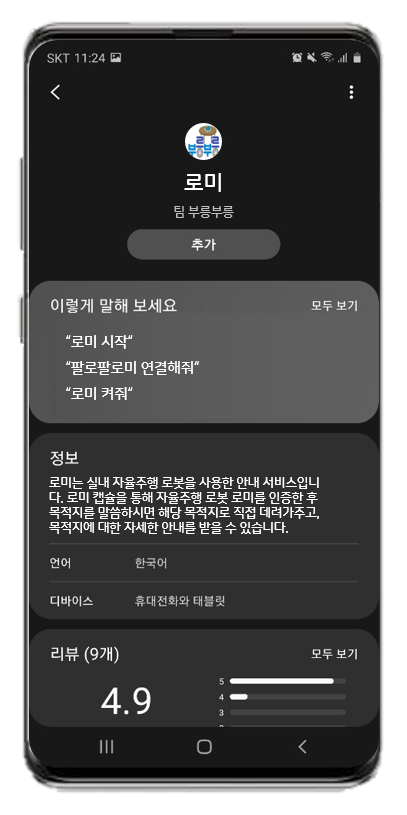 SKT 11:24
로미
팀 부릉부릉
추가
이렇게 말해 보세요
모두 보기
“로미 시작“
“팔로팔로미 연결해줘“
“로미 켜줘“
정보
로미는 실내 자율주행 로봇을 사용한 안내 서비스입니
다. 로미 캡슐을 통해 자율주행 로봇 로미를 인증한 후
목적지를 말씀하시면 해당 목적지로 직접 데려가주고,
목적지에 대한 자세한 안내를 받을 수 있습니다.
언어 한국어
디바이스 휴대전화와 태블릿
리뷰 (9개)
모두 보기
4.9
5
4
3